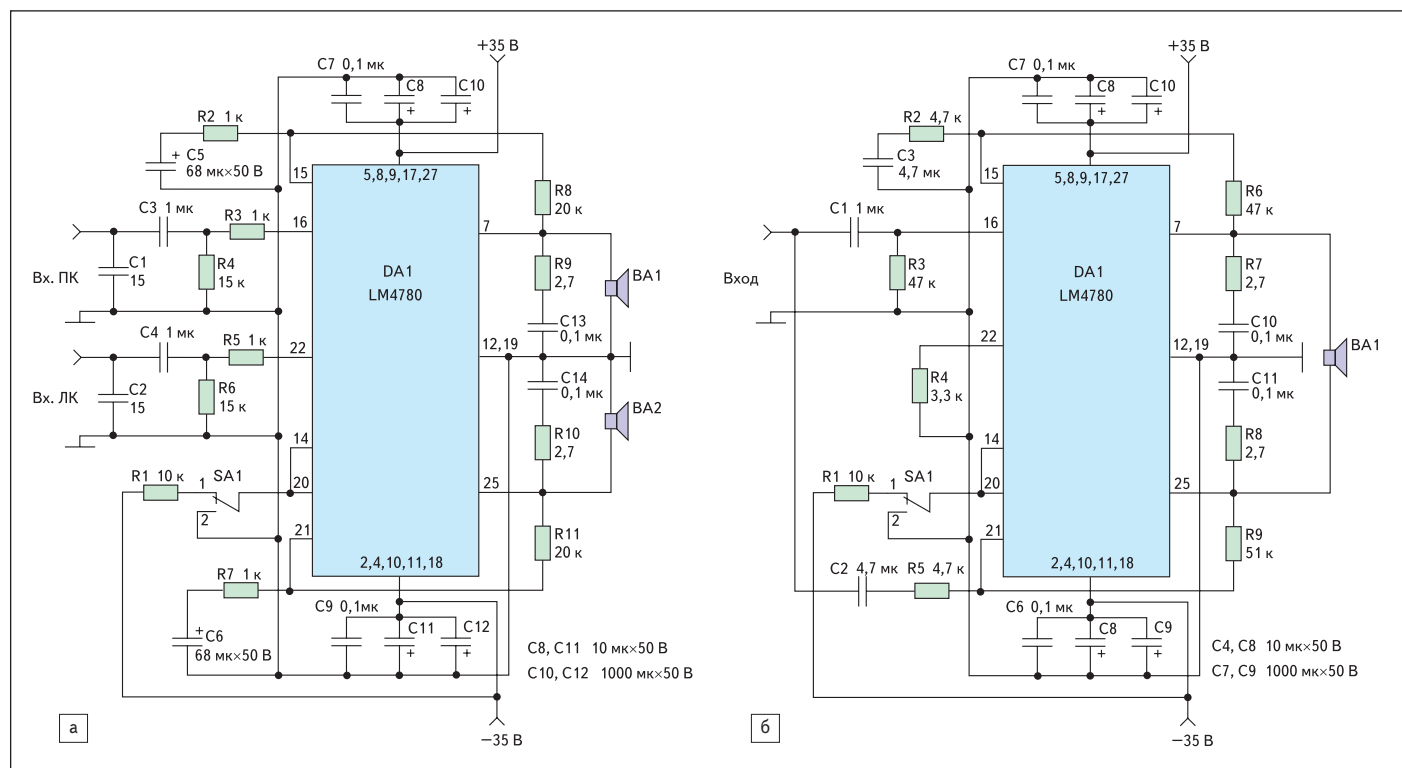 +35 В
C7 0,1 мк
C8
C10
R2 1 к
C5
68 мк×50 В
15
5,8,9,17,27
R8
20 к
C3 1 мк
R3 1 к
16
7
Вх. ПК
C1
15
R4
15 к
DA1
LM4780
R9
2,7
BA1
C13
0,1 мк
C4 1 мк
R5 1 к
22
12,19
Вх. ЛК
C2
15
R6
15 к
C14
0,1 мк
BA2
R10
2,7
14
R1 10 к
SA1
1
2
20
25
21
R11
20 к
R7 1 к
2,4,10,11,18
C6
68 мк×50 В
C9 0,1мк
C11
C12
C8, C11 10 мк×50 В
C10, C12 1000 мк×50 В
−35 В
а
+35 В
C7 0,1 мк
C8
C10
R2 4,7 к
C3
4,7 мк
15
5,8,9,17,27
R6
47 к
C1 1 мк
16
7
Вход
R3
47 к
DA1
LM4780
R7
2,7
C10
0,1 мк
22
12,19
BA1
R4
3,3 к
C11
0,1 мк
R8
2,7
14
R1 10 к
SA1
1
2
20
25
21
R9
51 к
C2 4,7 мк
R5 4,7 к
2,4,10,11,18
C6 0,1 мк
C8
C9
C4, C8 10 мк×50 В
C7, C9 1000 мк×50 В
−35 В
б